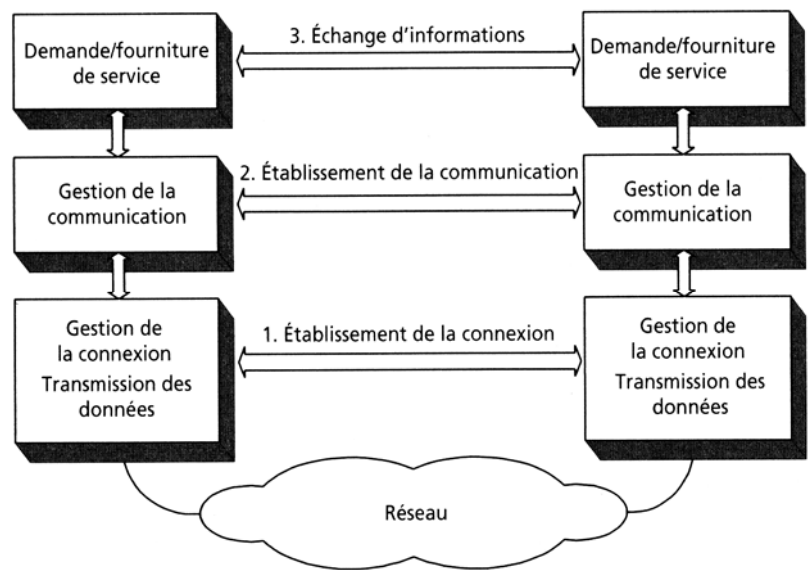 Demande/fourniture
de service
3. Échange d'informations
Demande/fourniture
de service
Gestion de la
communication
2. Établissement de la communication
Gestion de la
communication
Gestion de
la connexion
Transmission des
données
1. Établissement de la connexion
Gestion de
la connexion
Transmission des
données
Réseau